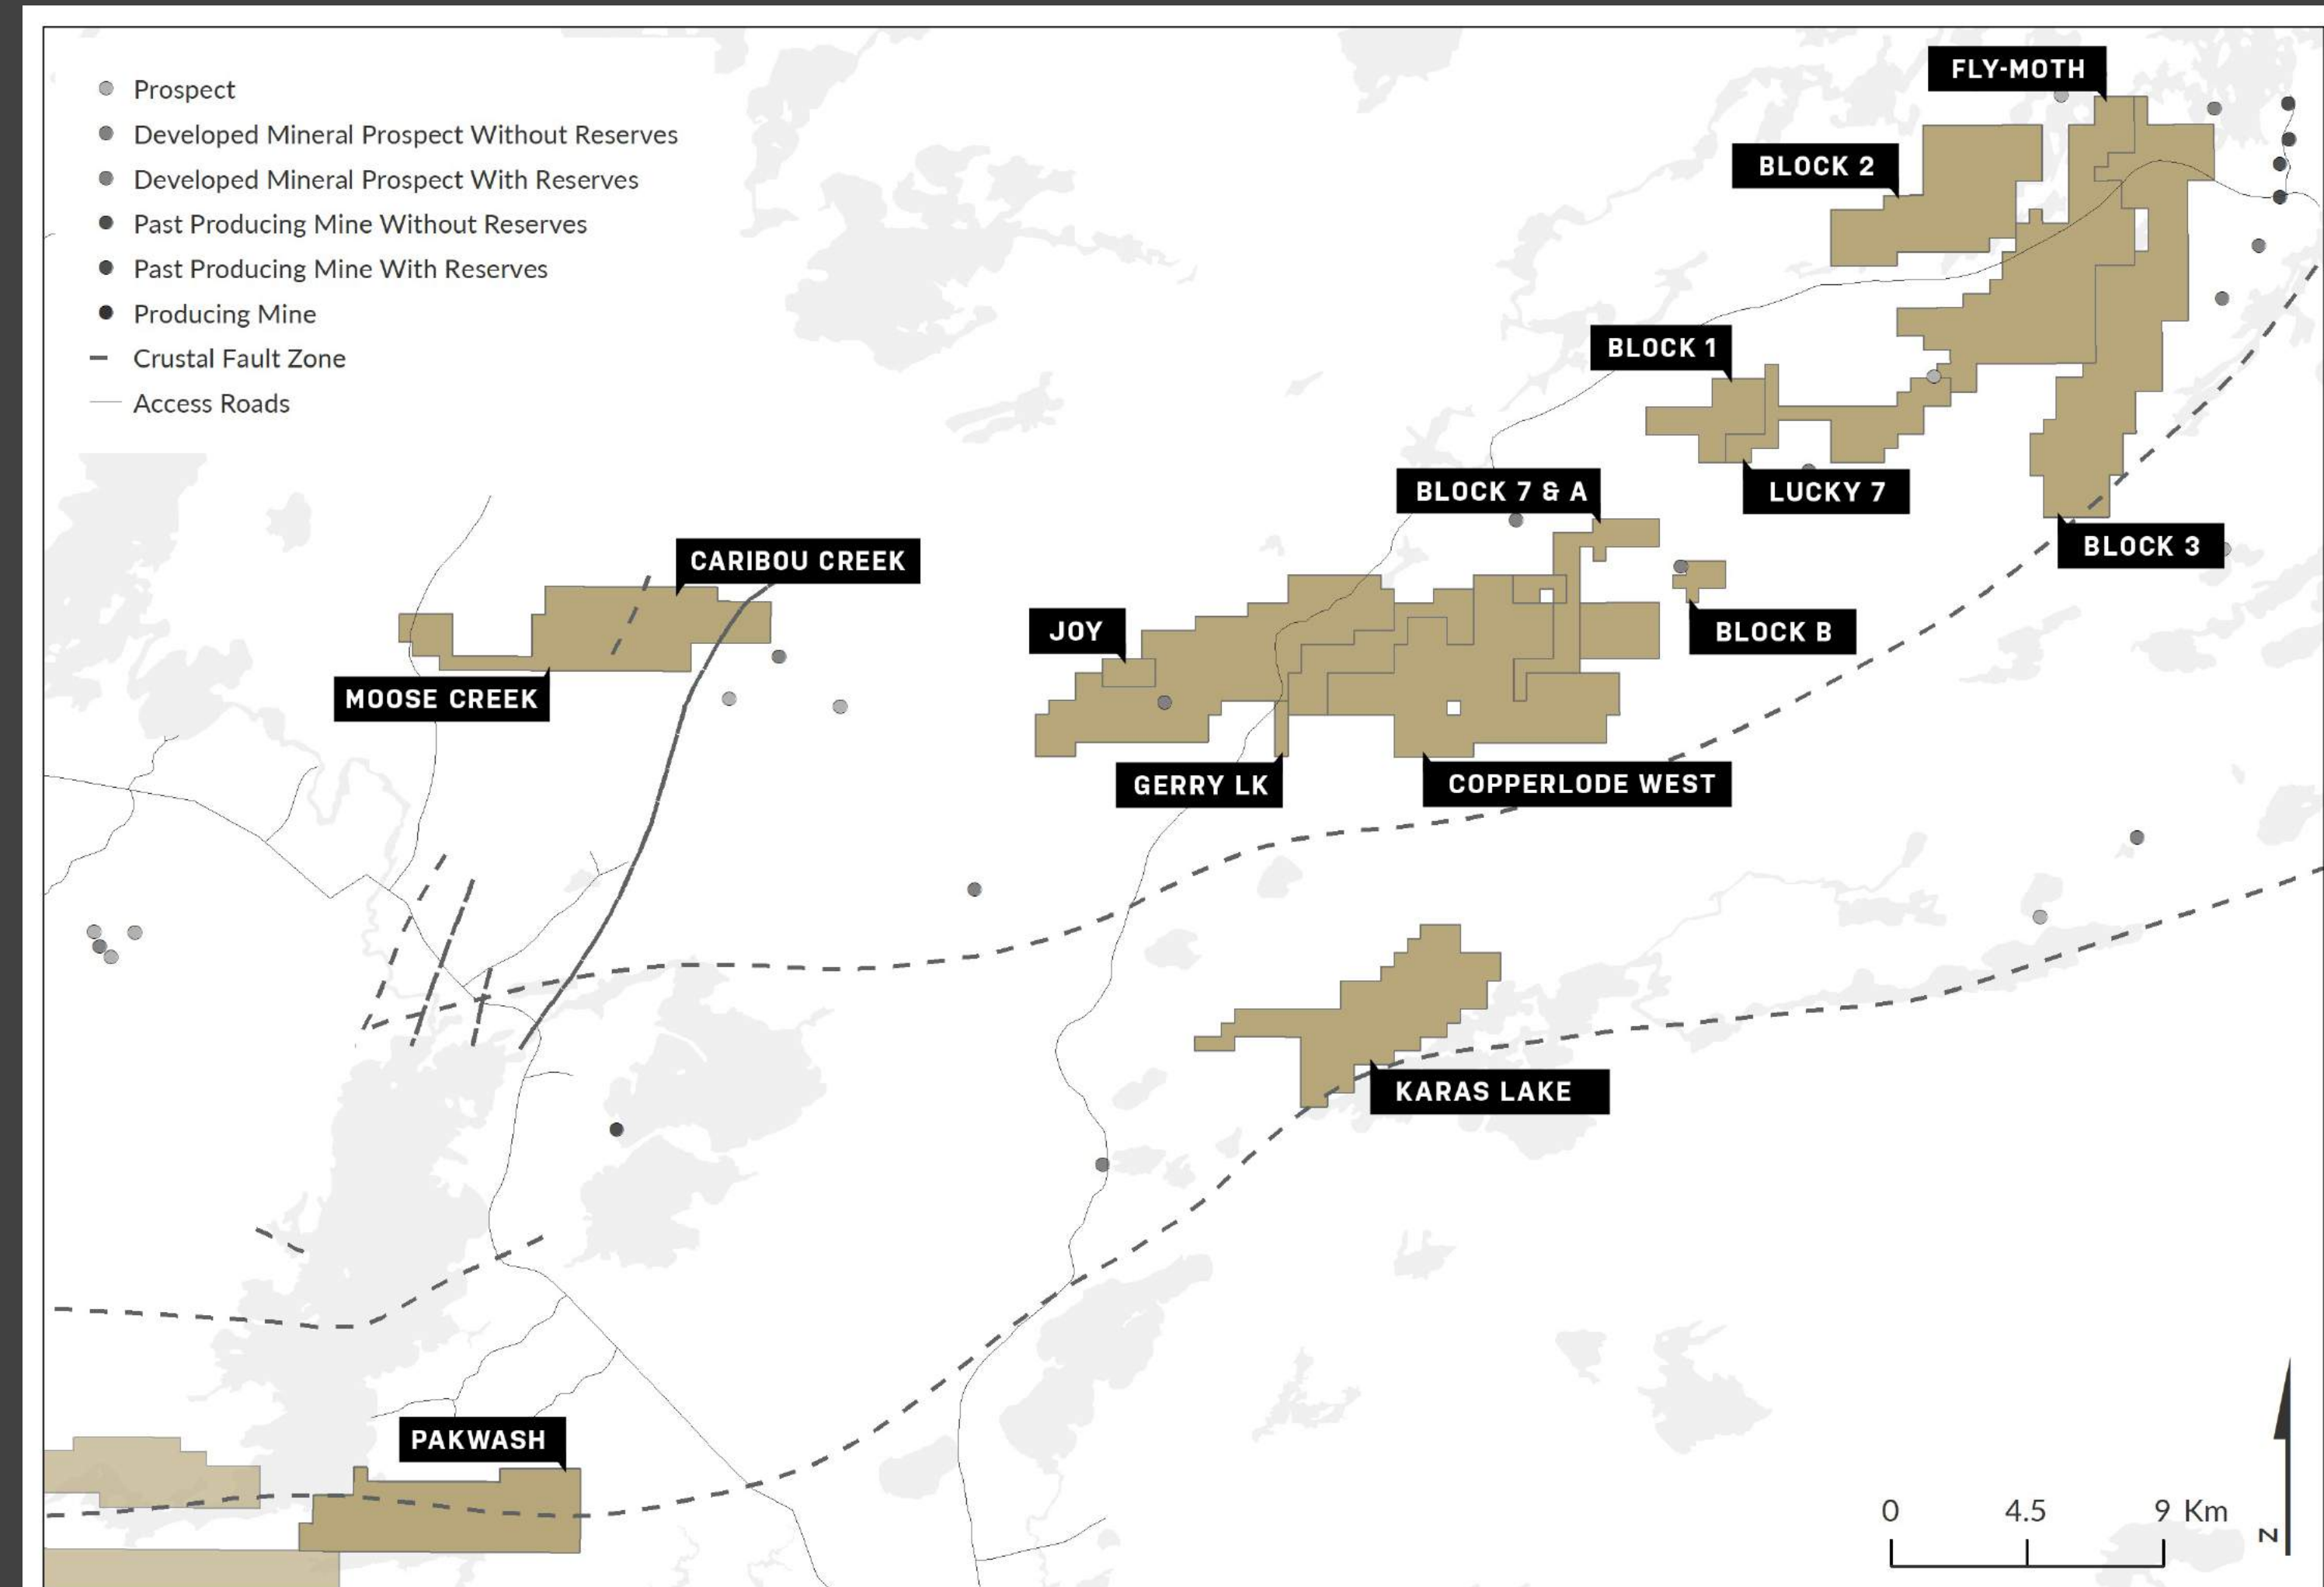 Prospect
Developed Mineral Prospect Without Reserves
Developed Mineral Prospect With Reserves
Past Producing Mine Without Reserves
Past Producing Mine With Reserves
Producing Mine
Crustal Fault Zone
Access Roads
FLY-MOTH
BLOCK 2
BLOCK 1
BLOCK 7 & A
LUCKY 7
BLOCK 3
CARIBOU CREEK
JOY
BLOCK B
MOOSE CREEK
GERRY LK
COPPERLODE WEST
KARAS LAKE
PAKWASH
0 4.5 9 Km
N